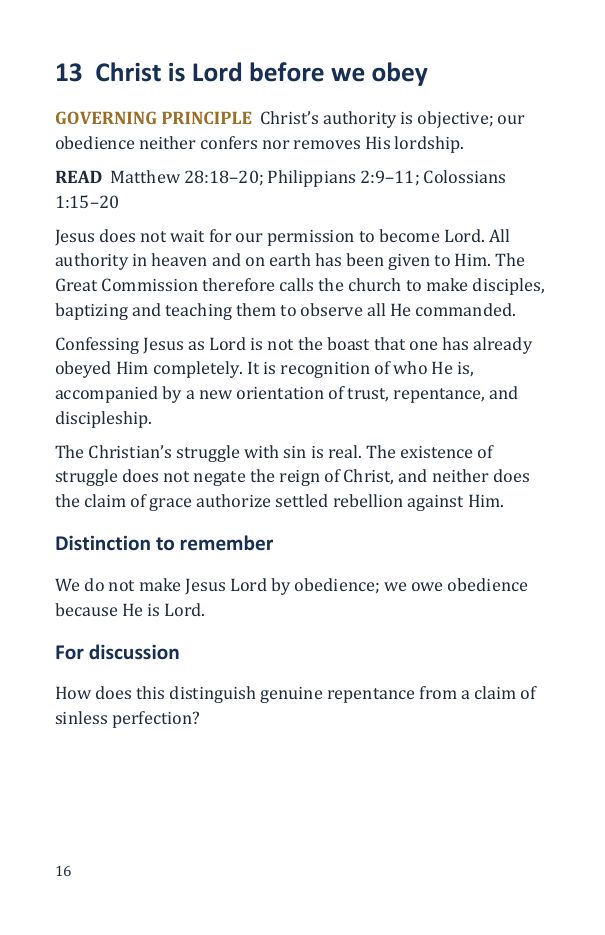 13 Christ is Lord before we obey
GOVERNING PRINCIPLE Christ’s authority is objective; our
obedience neither confers nor removes His lordship.
READ Matthew 28:18–20; Philippians 2:9–11; Colossians
1:15–20
Jesus does not wait for our permission to become Lord. All
authority in heaven and on earth has been given to Him. The
Great Commission therefore calls the church to make disciples,
baptizing and teaching them to observe all He commanded.
Confessing Jesus as Lord is not the boast that one has already
obeyed Him completely. It is recognition of who He is,
accompanied by a new orientation of trust, repentance, and
discipleship.
The Christian’s struggle with sin is real. The existence of
struggle does not negate the reign of Christ, and neither does
the claim of grace authorize settled rebellion against Him.
Distinction to remember
We do not make Jesus Lord by obedience; we owe obedience
because He is Lord.
For discussion
How does this distinguish genuine repentance from a claim of
sinless perfection?
16